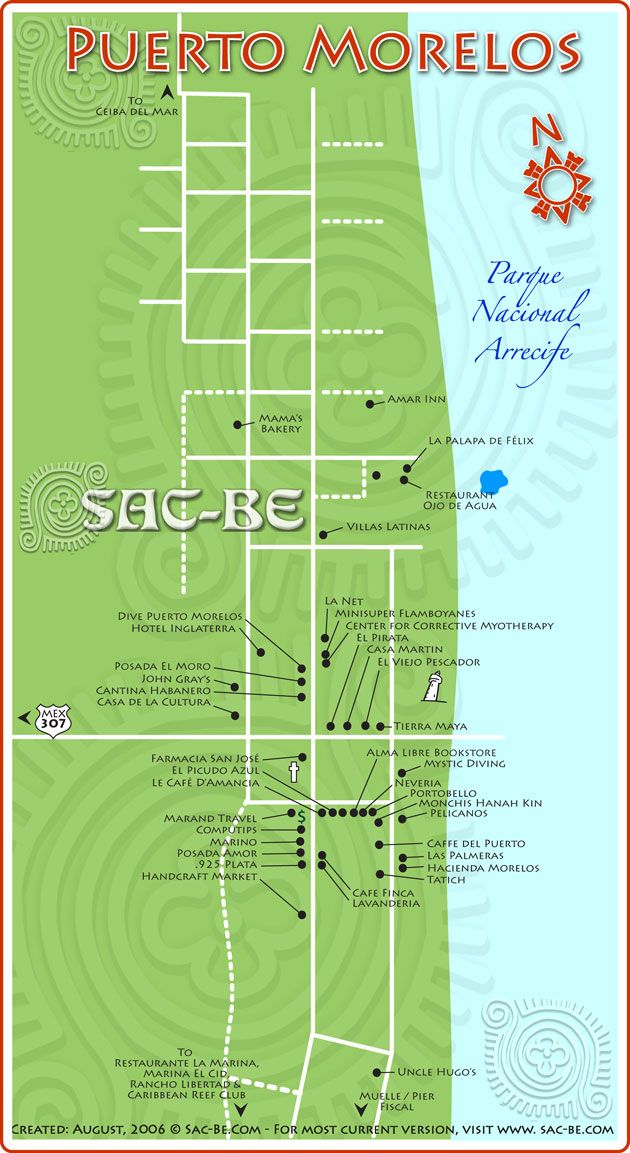 Puerto Morelos
To
Ceiba del Mar
N
Parque
Nacional
Arrecife
Amar Inn
Mama's
Bakery
La Palapa de Félix
Restaurant
Ojo de Agua
SAC-BE
Villas Latinas
La Net
Minisuper Flamboyanes
Center for Corrective Myotherapy
El Pirata
Casa Martin
El Viejo Pescador
Dive Puerto Morelos
Hotel Inglaterra
Posada El Moro
John Gray's
Cantina Habanero
Casa de la Cultura
MEX
307
Tierra Maya
Farmacia San José
El Picudo Azul
Le Café D'Amancia
Alma Libre Bookstore
Mystic Diving
Neveria
Portobello
Monchis Hanah Kin
Pelicanos
Marand Travel
$
Computips
Marino
Posada Amor
.925 Plata
Handcraft Market
Caffe del Puerto
Las Palmeras
Hacienda Morelos
Tatich
Cafe Finca
Lavanderia
To
Restaurante La Marina,
Marina El Cid,
Rancho Libertad &
Caribbean Reef Club
Uncle Hugo's
Muelle / Pier
Fiscal
Created: August, 2006 © Sac-Be.com - For most current version, visit www. sac-be.com